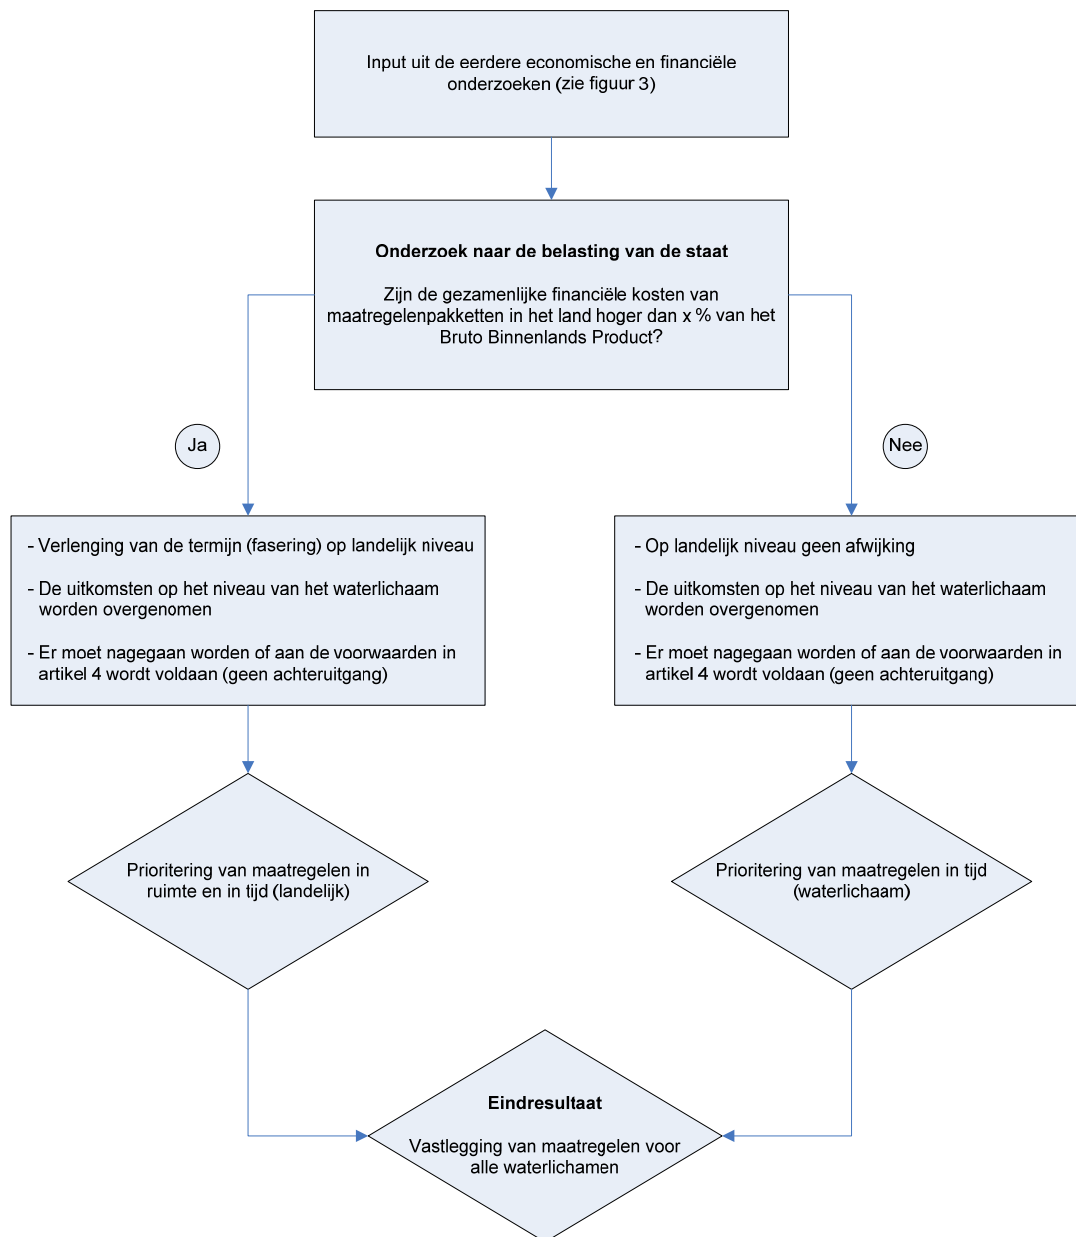 Input uit de eerdere economische en financiële
onderzoeken (zie figuur 3)
Onderzoek naar de belasting van de staat
Zijn de gezamenlijke financiële kosten van
maatregelenpakketten in het land hoger dan x % van het
Bruto Binnenlands Product?
Ja
Nee
- Verlenging van de termijn (fasering) op landelijk niveau
- De uitkomsten op het niveau van het waterlichaam
worden overgenomen
- Er moet nagegaan worden of aan de voorwaarden in
artikel 4 wordt voldaan (geen achteruitgang)
- Op landelijk niveau geen afwijking
- De uitkomsten op het niveau van het waterlichaam
worden overgenomen
- Er moet nagegaan worden of aan de voorwaarden in
artikel 4 wordt voldaan (geen achteruitgang)
Prioritering van maatregelen in
ruimte en in tijd (landelijk)
Prioritering van maatregelen in tijd
(waterlichaam)
Eindresultaat
Vastlegging van maatregelen voor
alle waterlichamen